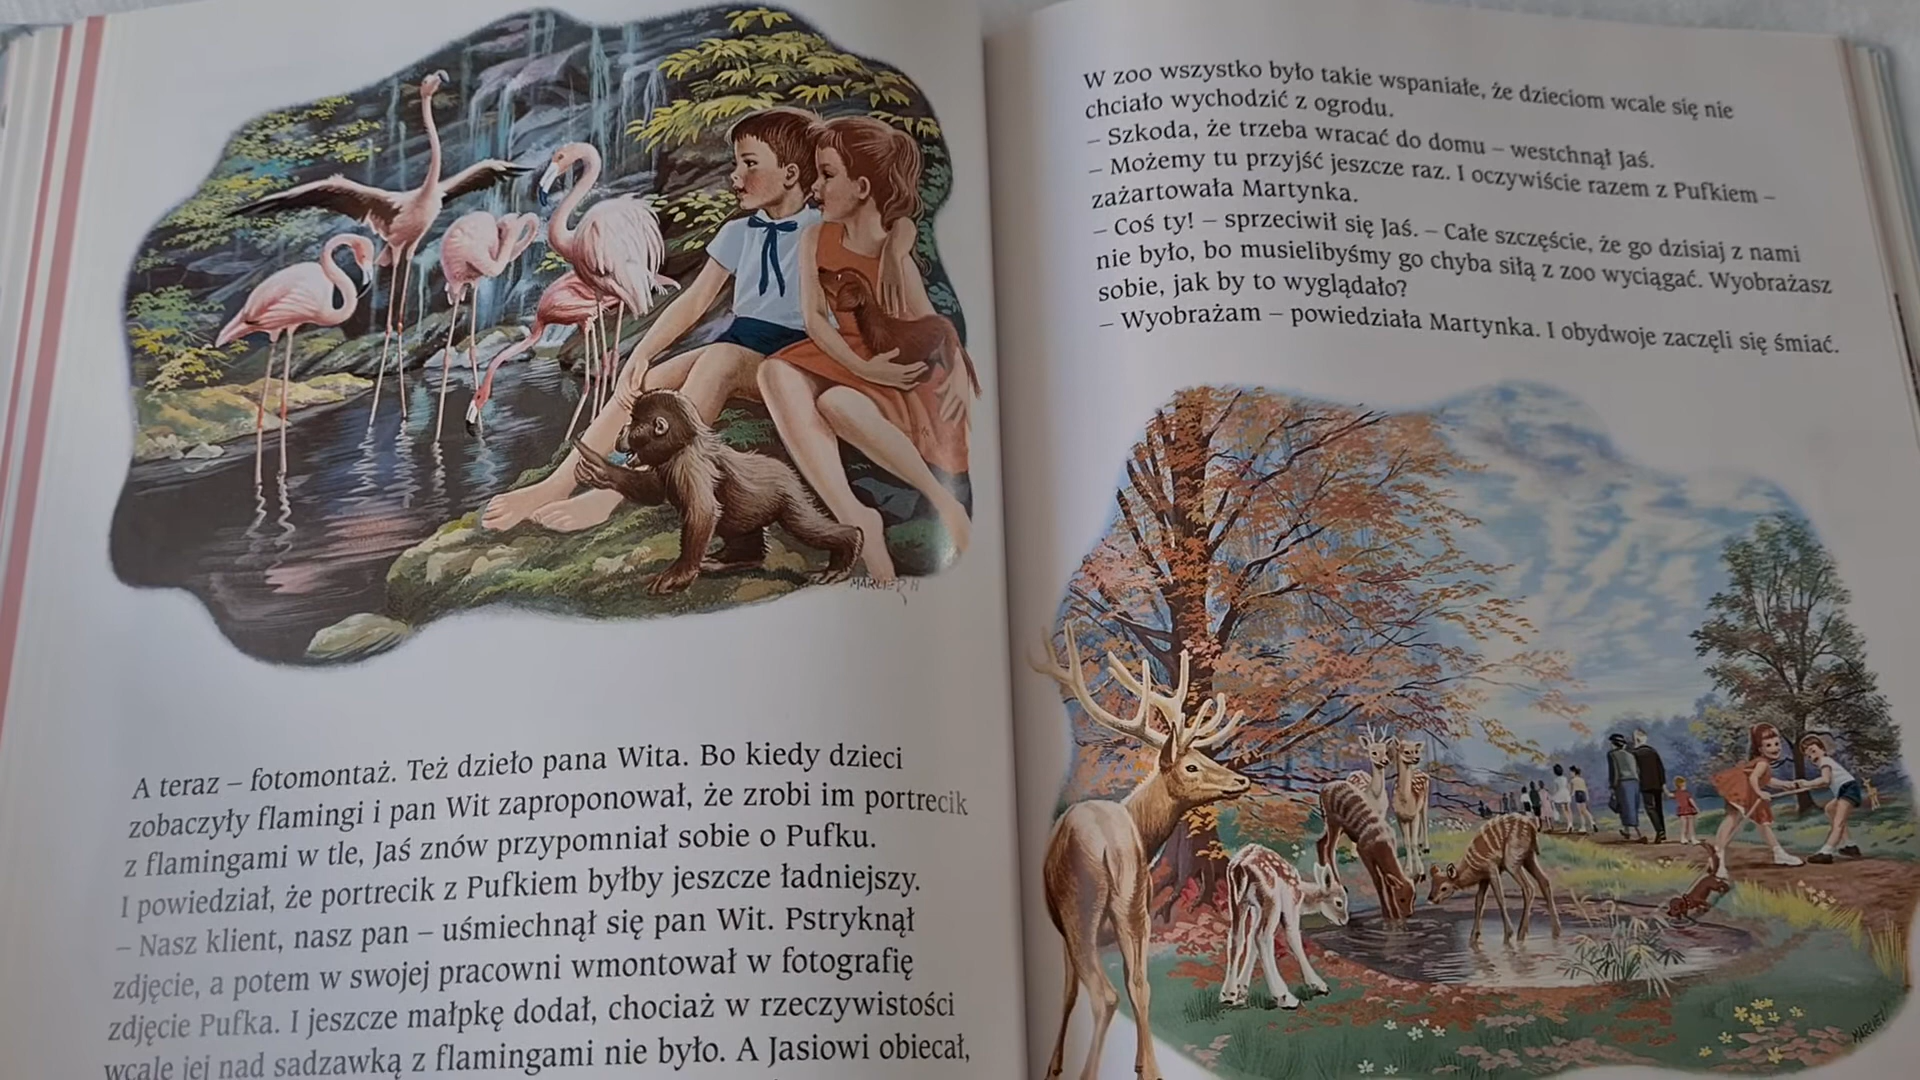 MARLIER
A teraz – fotomontaż. Też dzieło pana Wita. Bo kiedy dzieci
zobaczyły flamingi i pan Wit zaproponował, że zrobi im portrecik
z flamingami w tle, Jaś znów przypomniał sobie o Pufku.
I powiedział, że portrecik z Pufkiem byłby jeszcze ładniejszy.
– Nasz klient, nasz pan – uśmiechnął się pan Wit. Pstryknął
zdjęcie, a potem w swojej pracowni wmontował w fotografię
zdjęcie Pufka. I jeszcze małpkę dodał, chociaż w rzeczywistości
wcale jej nad sadzawką z flamingami nie było. A Jasiowi obiecał,
W zoo wszystko było takie wspaniałe, że dzieciom wcale się nie
chciało wychodzić z ogrodu.
– Szkoda, że trzeba wracać do domu – westchnął Jaś.
– Możemy tu przyjść jeszcze raz. I oczywiście razem z Pufkiem –
zażartowała Martynka.
– Coś ty! – sprzeciwił się Jaś. – Całe szczęście, że go dzisiaj z nami
nie było, bo musielibyśmy go chyba siłą z zoo wyciągać. Wyobrażasz
sobie, jak by to wyglądało?
– Wyobrażam – powiedziała Martynka. I obydwoje zaczęli się śmiać.
MARLIER